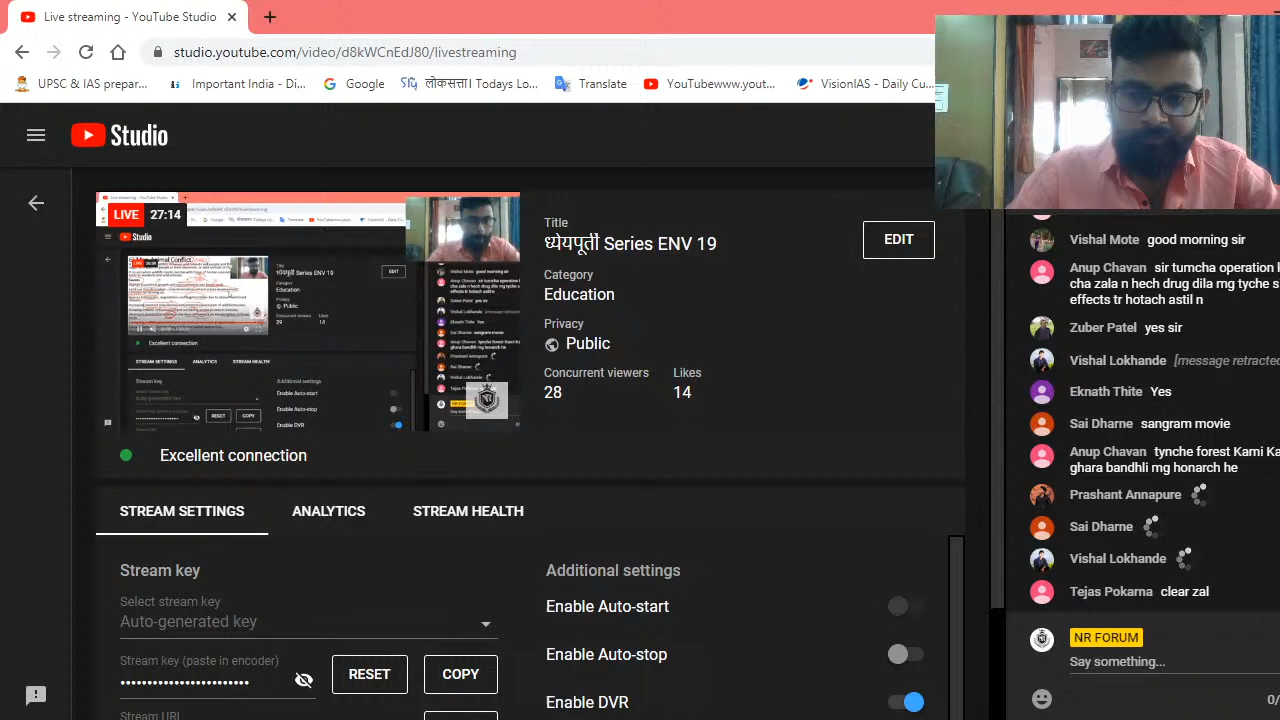 Live streaming - YouTube Studio
studio.youtube.com/video/d8kWCnEdJ80/livestreaming
UPSC & IAS prepar...
Important India - Di...
Google
लोकसत्ता। Todays Lo...
Translate
YouTubewww.yout...
VisionIAS - Daily Cu...
Studio
LIVE 27:14
Studio
Title
ध्येयपूर्ती Series ENV 19
EDIT
Category
Education
Privacy
Public
Concurrent viewers
28
Likes
14
Excellent connection
STREAM SETTINGS
ANALYTICS
STREAM HEALTH
Stream key
Select stream key
Auto-generated key
Stream key (paste in encoder)
••••••••••••••••••••••••
RESET
COPY
Stream URL
Additional settings
Enable Auto-start
Enable Auto-stop
Enable DVR
Vishal Mote good morning sir
Anup Chavan sir tumcha operation
cha zala n hech drug dila mg tyche s
effects tr hotach astil n
Zuber Patel yes sir
Vishal Lokhande [message retracted
Eknath Thite Yes
Sai Dharne sangram movie
Anup Chavan tynche forest Kami Ka
ghara bandhli mg honarch he
Prashant Annapure
Sai Dharne
Vishal Lokhande
Tejas Pokarna clear zal
NR FORUM
Say something...
0/